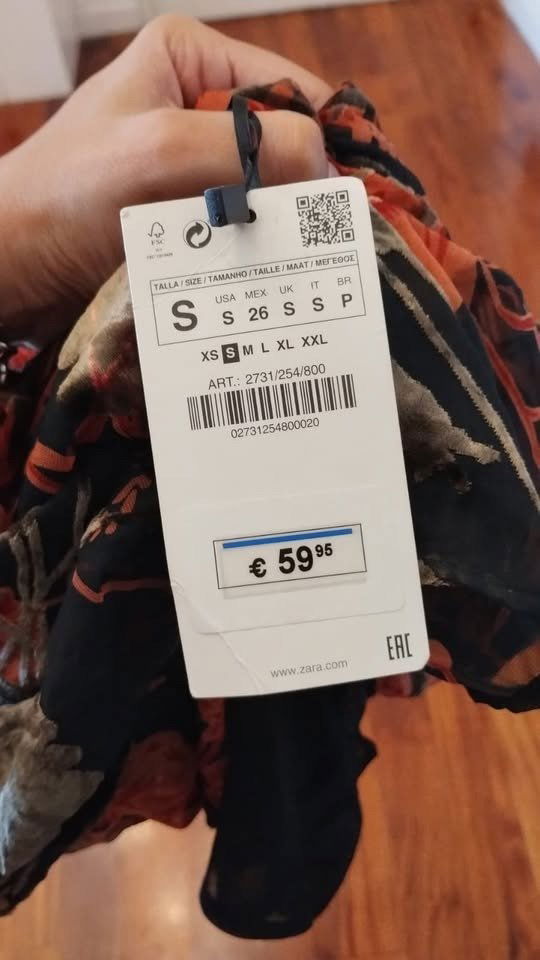 FSC
TALLA / SIZE / TAMANHO / TAILLE / MAAT / ΜΕΓΕΘΟΣ
S
USA MEX UK IT BR
S 26 S S P
XS S M L XL XXL
ART.: 2731/254/800
02731254800020
€ 59 95
www.zara.com
EAC